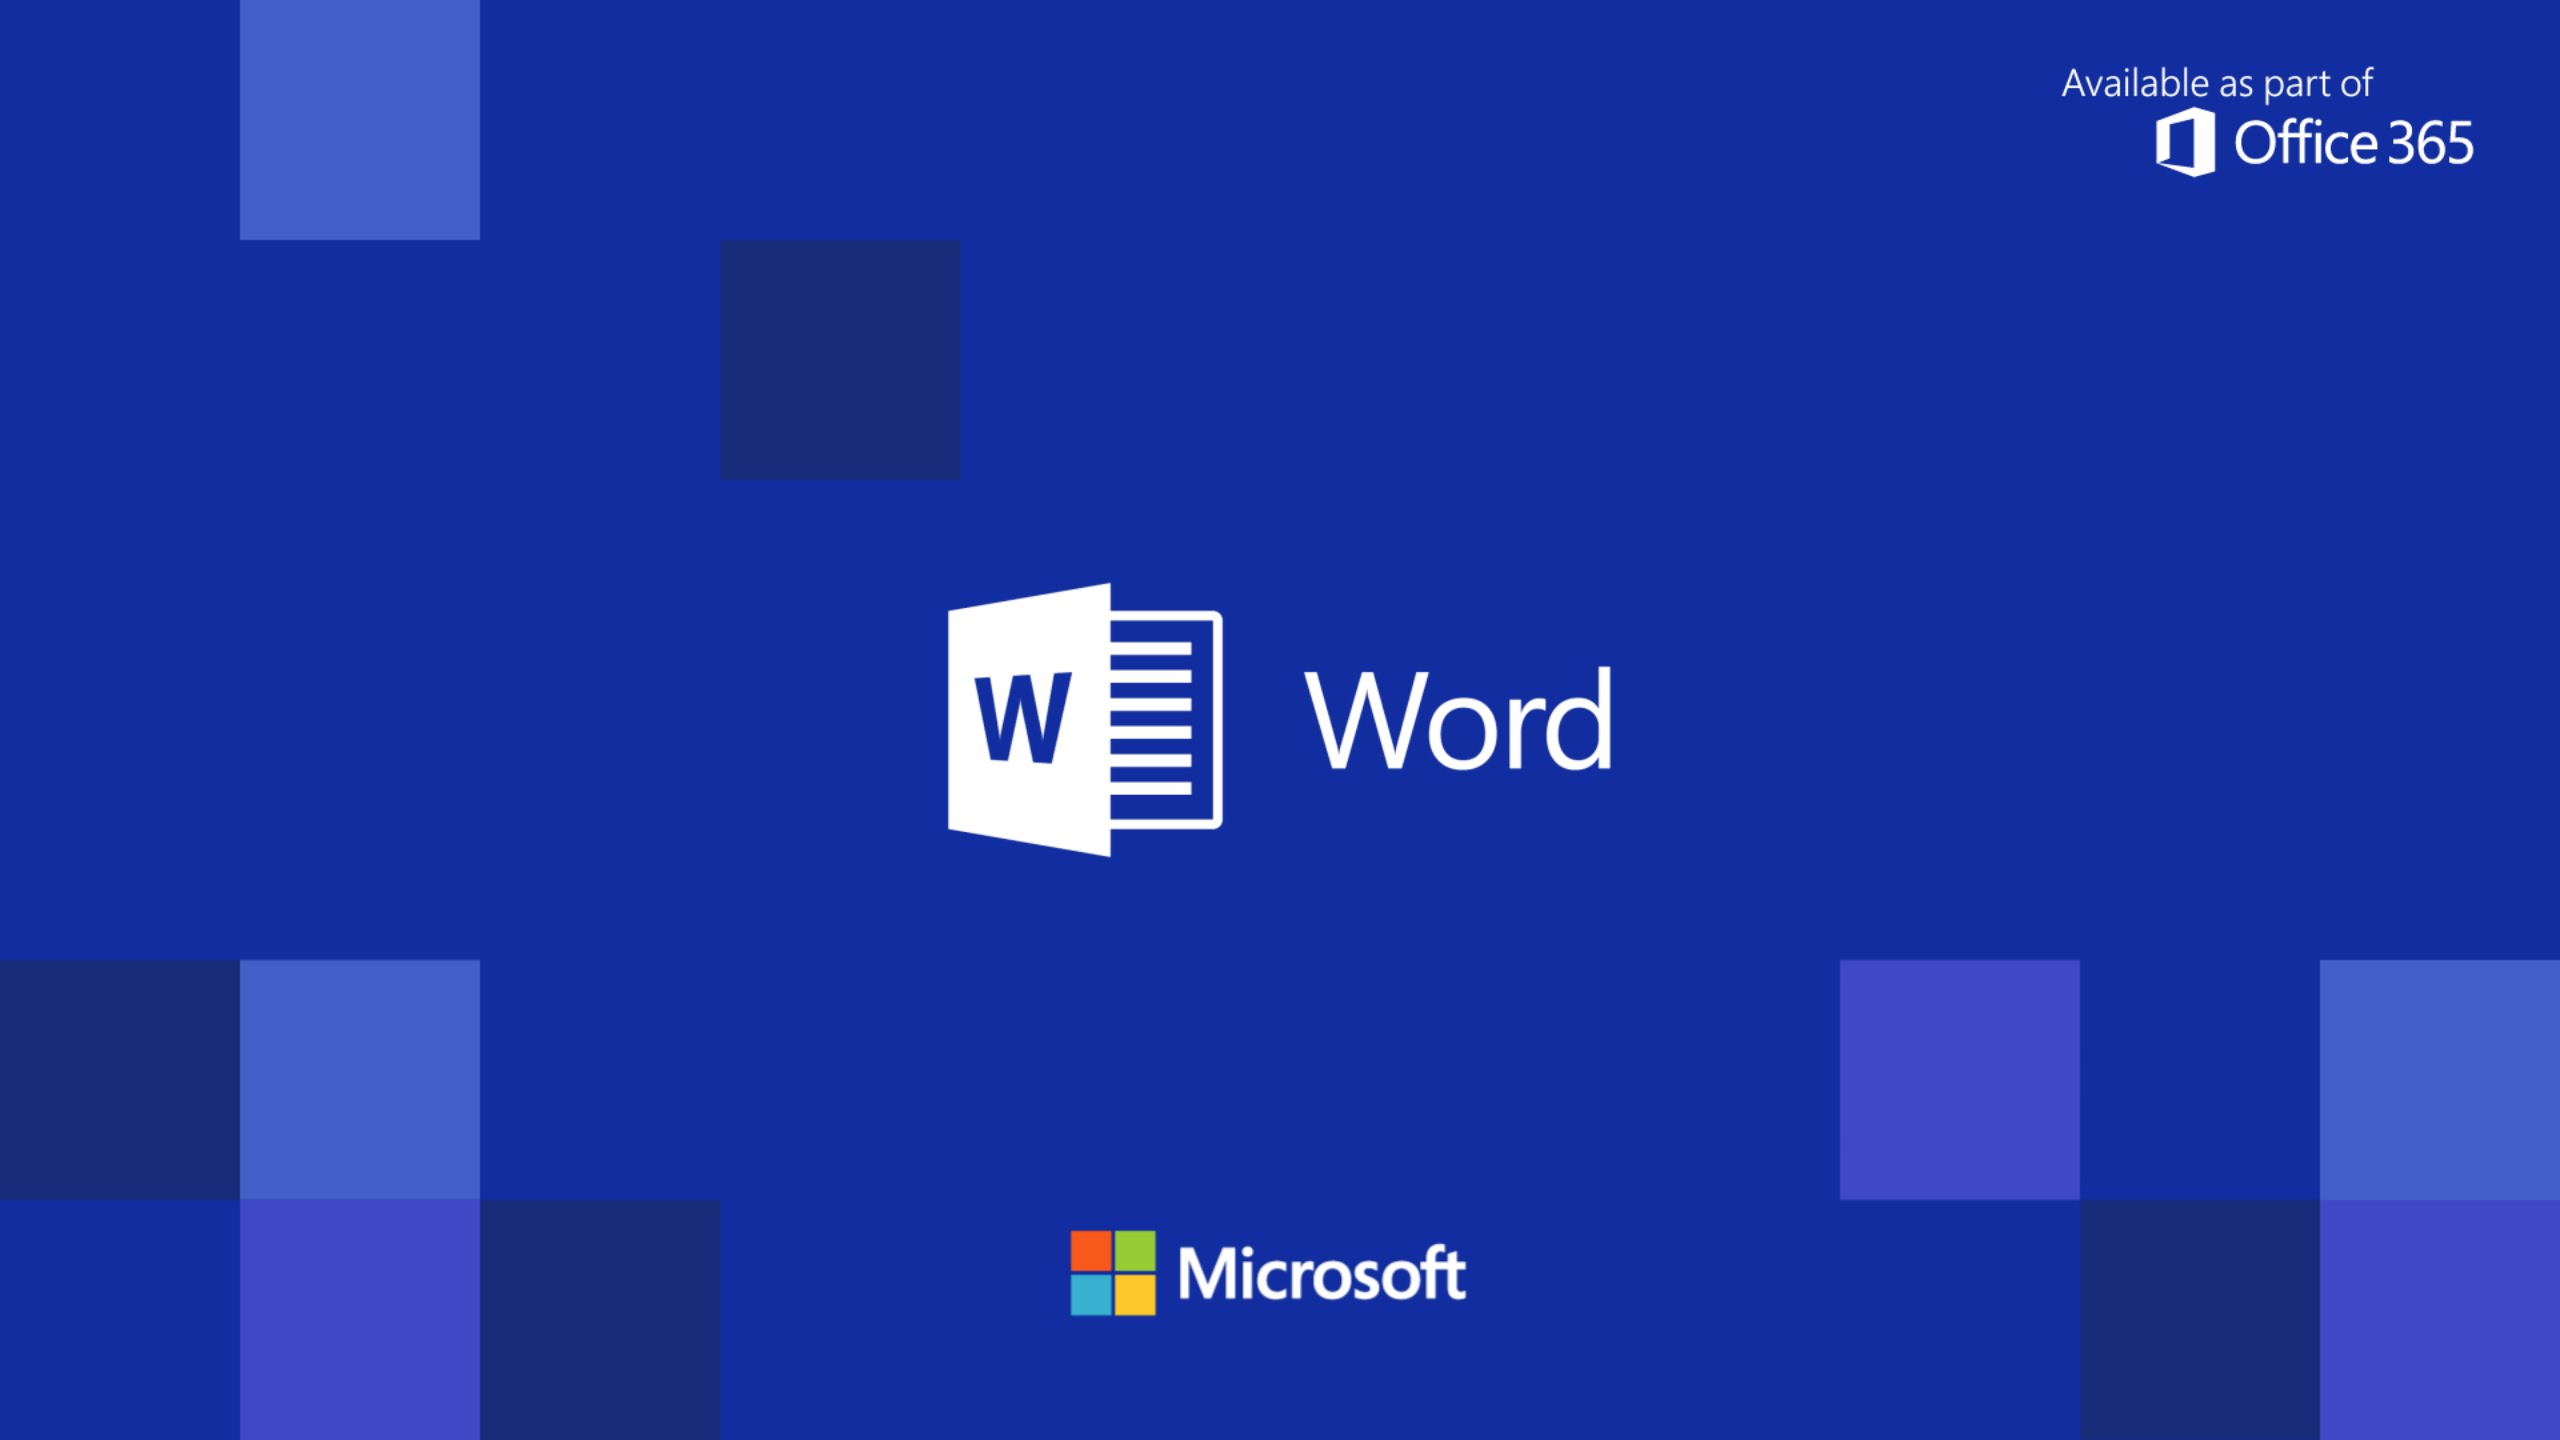 Available as part of
Office 365
W
Word
Microsoft